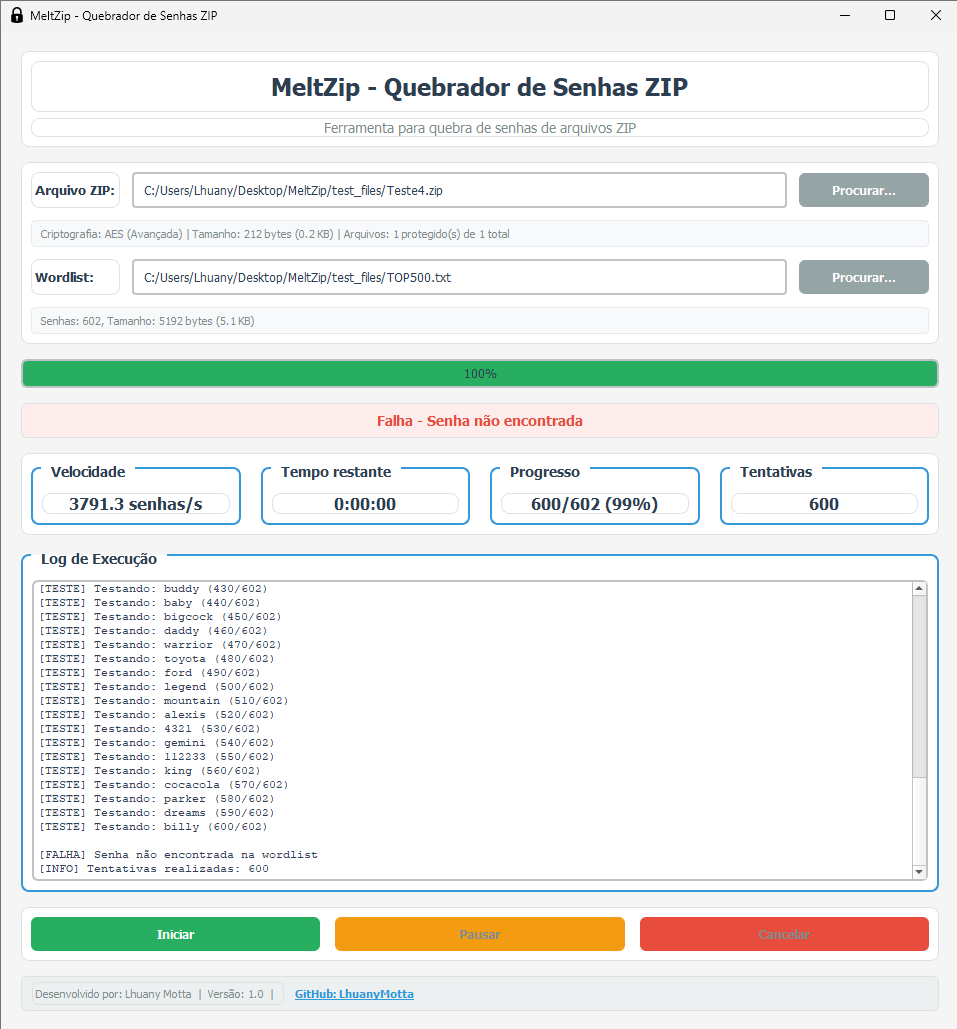 MeltZip - Quebrador de Senhas ZIP
MeltZip - Quebrador de Senhas ZIP
Ferramenta para quebra de senhas de arquivos ZIP
Arquivo ZIP: C:/Users/Lhuany/Desktop/MeltZip/test_files/Teste4.zip Procurar...
Criptografia: AES (Avançada) | Tamanho: 212 bytes (0.2 KB) | Arquivos: 1 protegido(s) de 1 total
Wordlist: C:/Users/Lhuany/Desktop/MeltZip/test_files/TOP500.txt Procurar...
Senhas: 602, Tamanho: 5192 bytes (5.1 KB)
100%
Falha - Senha não encontrada
Velocidade Tempo restante Progresso Tentativas
3791.3 senhas/s 0:00:00 600/602 (99%) 600
Log de Execução
[TESTE] Testando: buddy (430/602)
[TESTE] Testando: baby (440/602)
[TESTE] Testando: bigcock (450/602)
[TESTE] Testando: daddy (460/602)
[TESTE] Testando: warrior (470/602)
[TESTE] Testando: toyota (480/602)
[TESTE] Testando: ford (490/602)
[TESTE] Testando: legend (500/602)
[TESTE] Testando: mountain (510/602)
[TESTE] Testando: alexis (520/602)
[TESTE] Testando: 4321 (530/602)
[TESTE] Testando: gemini (540/602)
[TESTE] Testando: 112233 (550/602)
[TESTE] Testando: king (560/602)
[TESTE] Testando: cocacola (570/602)
[TESTE] Testando: parker (580/602)
[TESTE] Testando: dreams (590/602)
[TESTE] Testando: billy (600/602)
[FALHA] Senha não encontrada na wordlist
[INFO] Tentativas realizadas: 600
Iniciar Pausar Cancelar
Desenvolvido por: Lhuany Motta | Versão: 1.0 | GitHub: LhuanyMotta